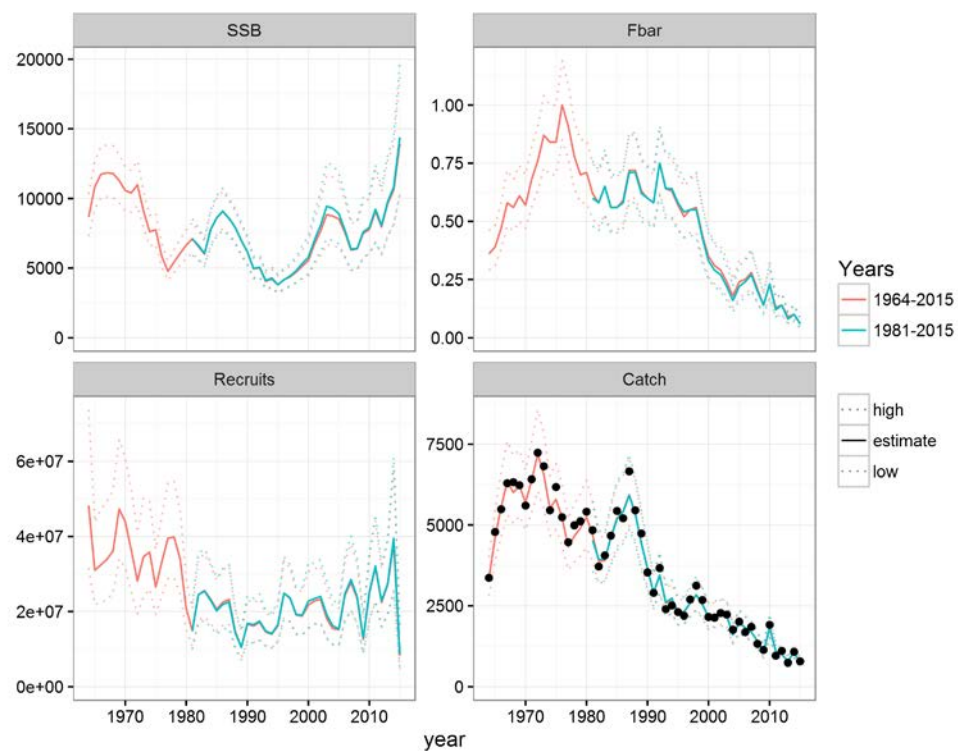 SSB
Fbar
20000
15000
10000
5000
0
1.00
0.75
0.50
0.25
0.00
Years
1964-2015
1981-2015
high
estimate
low
Recruits
Catch
6e+07
4e+07
2e+07
0e+00
7500
5000
2500
0
1970 1980 1990 2000 2010
1970 1980 1990 2000 2010
year